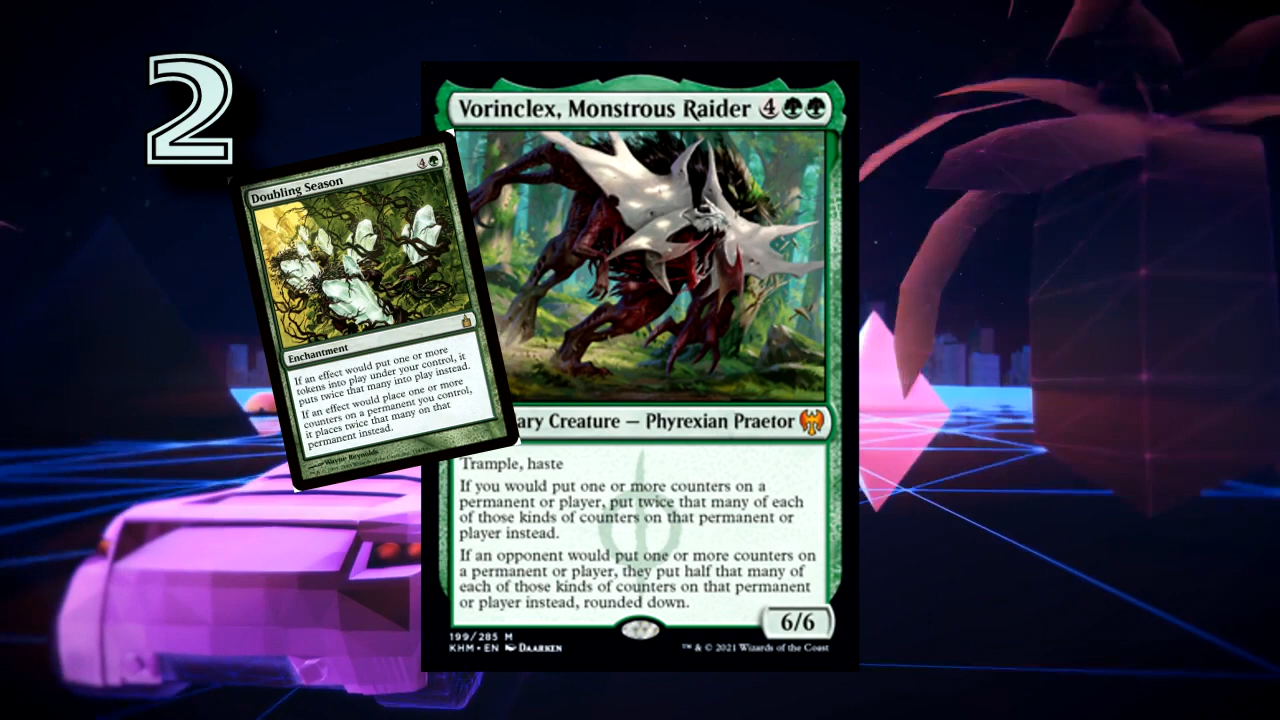 2
Doubling Season 4
Enchantment
If an effect would put one or more
tokens into play under your control, it
puts twice that many into play instead.
If an effect would place one or more
counters on a permanent you control,
it places twice that many on that
permanent instead.
Wayne Reynolds
Vorinclex, Monstrous Raider 4
ary Creature — Phyrexian Praetor
Trample, haste
If you would put one or more counters on a
permanent or player, put twice that many of each
of those kinds of counters on that permanent or
player instead.
If an opponent would put one or more counters on
a permanent or player, they put half that many of
each of those kinds of counters on that permanent
or player instead, rounded down.
6/6
199/285 M
KHM • EN DAARKEN
™ & © 2021 Wizards of the Coast